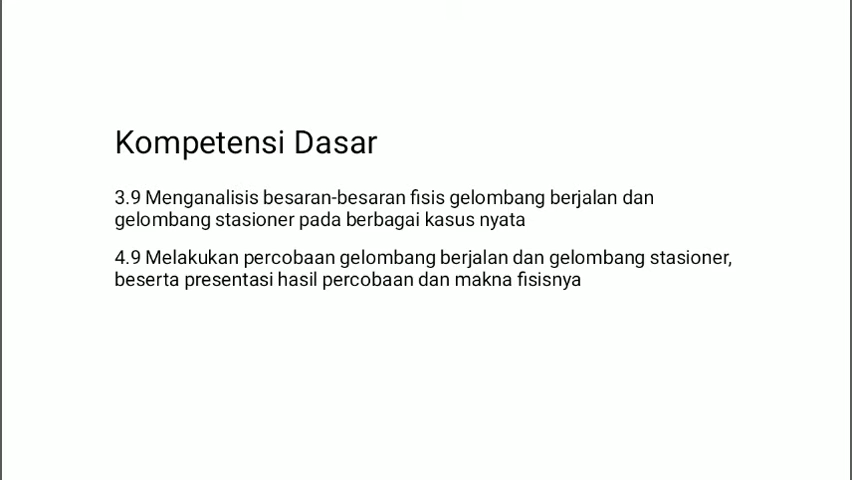 Kompetensi Dasar
3.9 Menganalisis besaran-besaran fisis gelombang berjalan dan
gelombang stasioner pada berbagai kasus nyata
4.9 Melakukan percobaan gelombang berjalan dan gelombang stasioner,
beserta presentasi hasil percobaan dan makna fisisnya